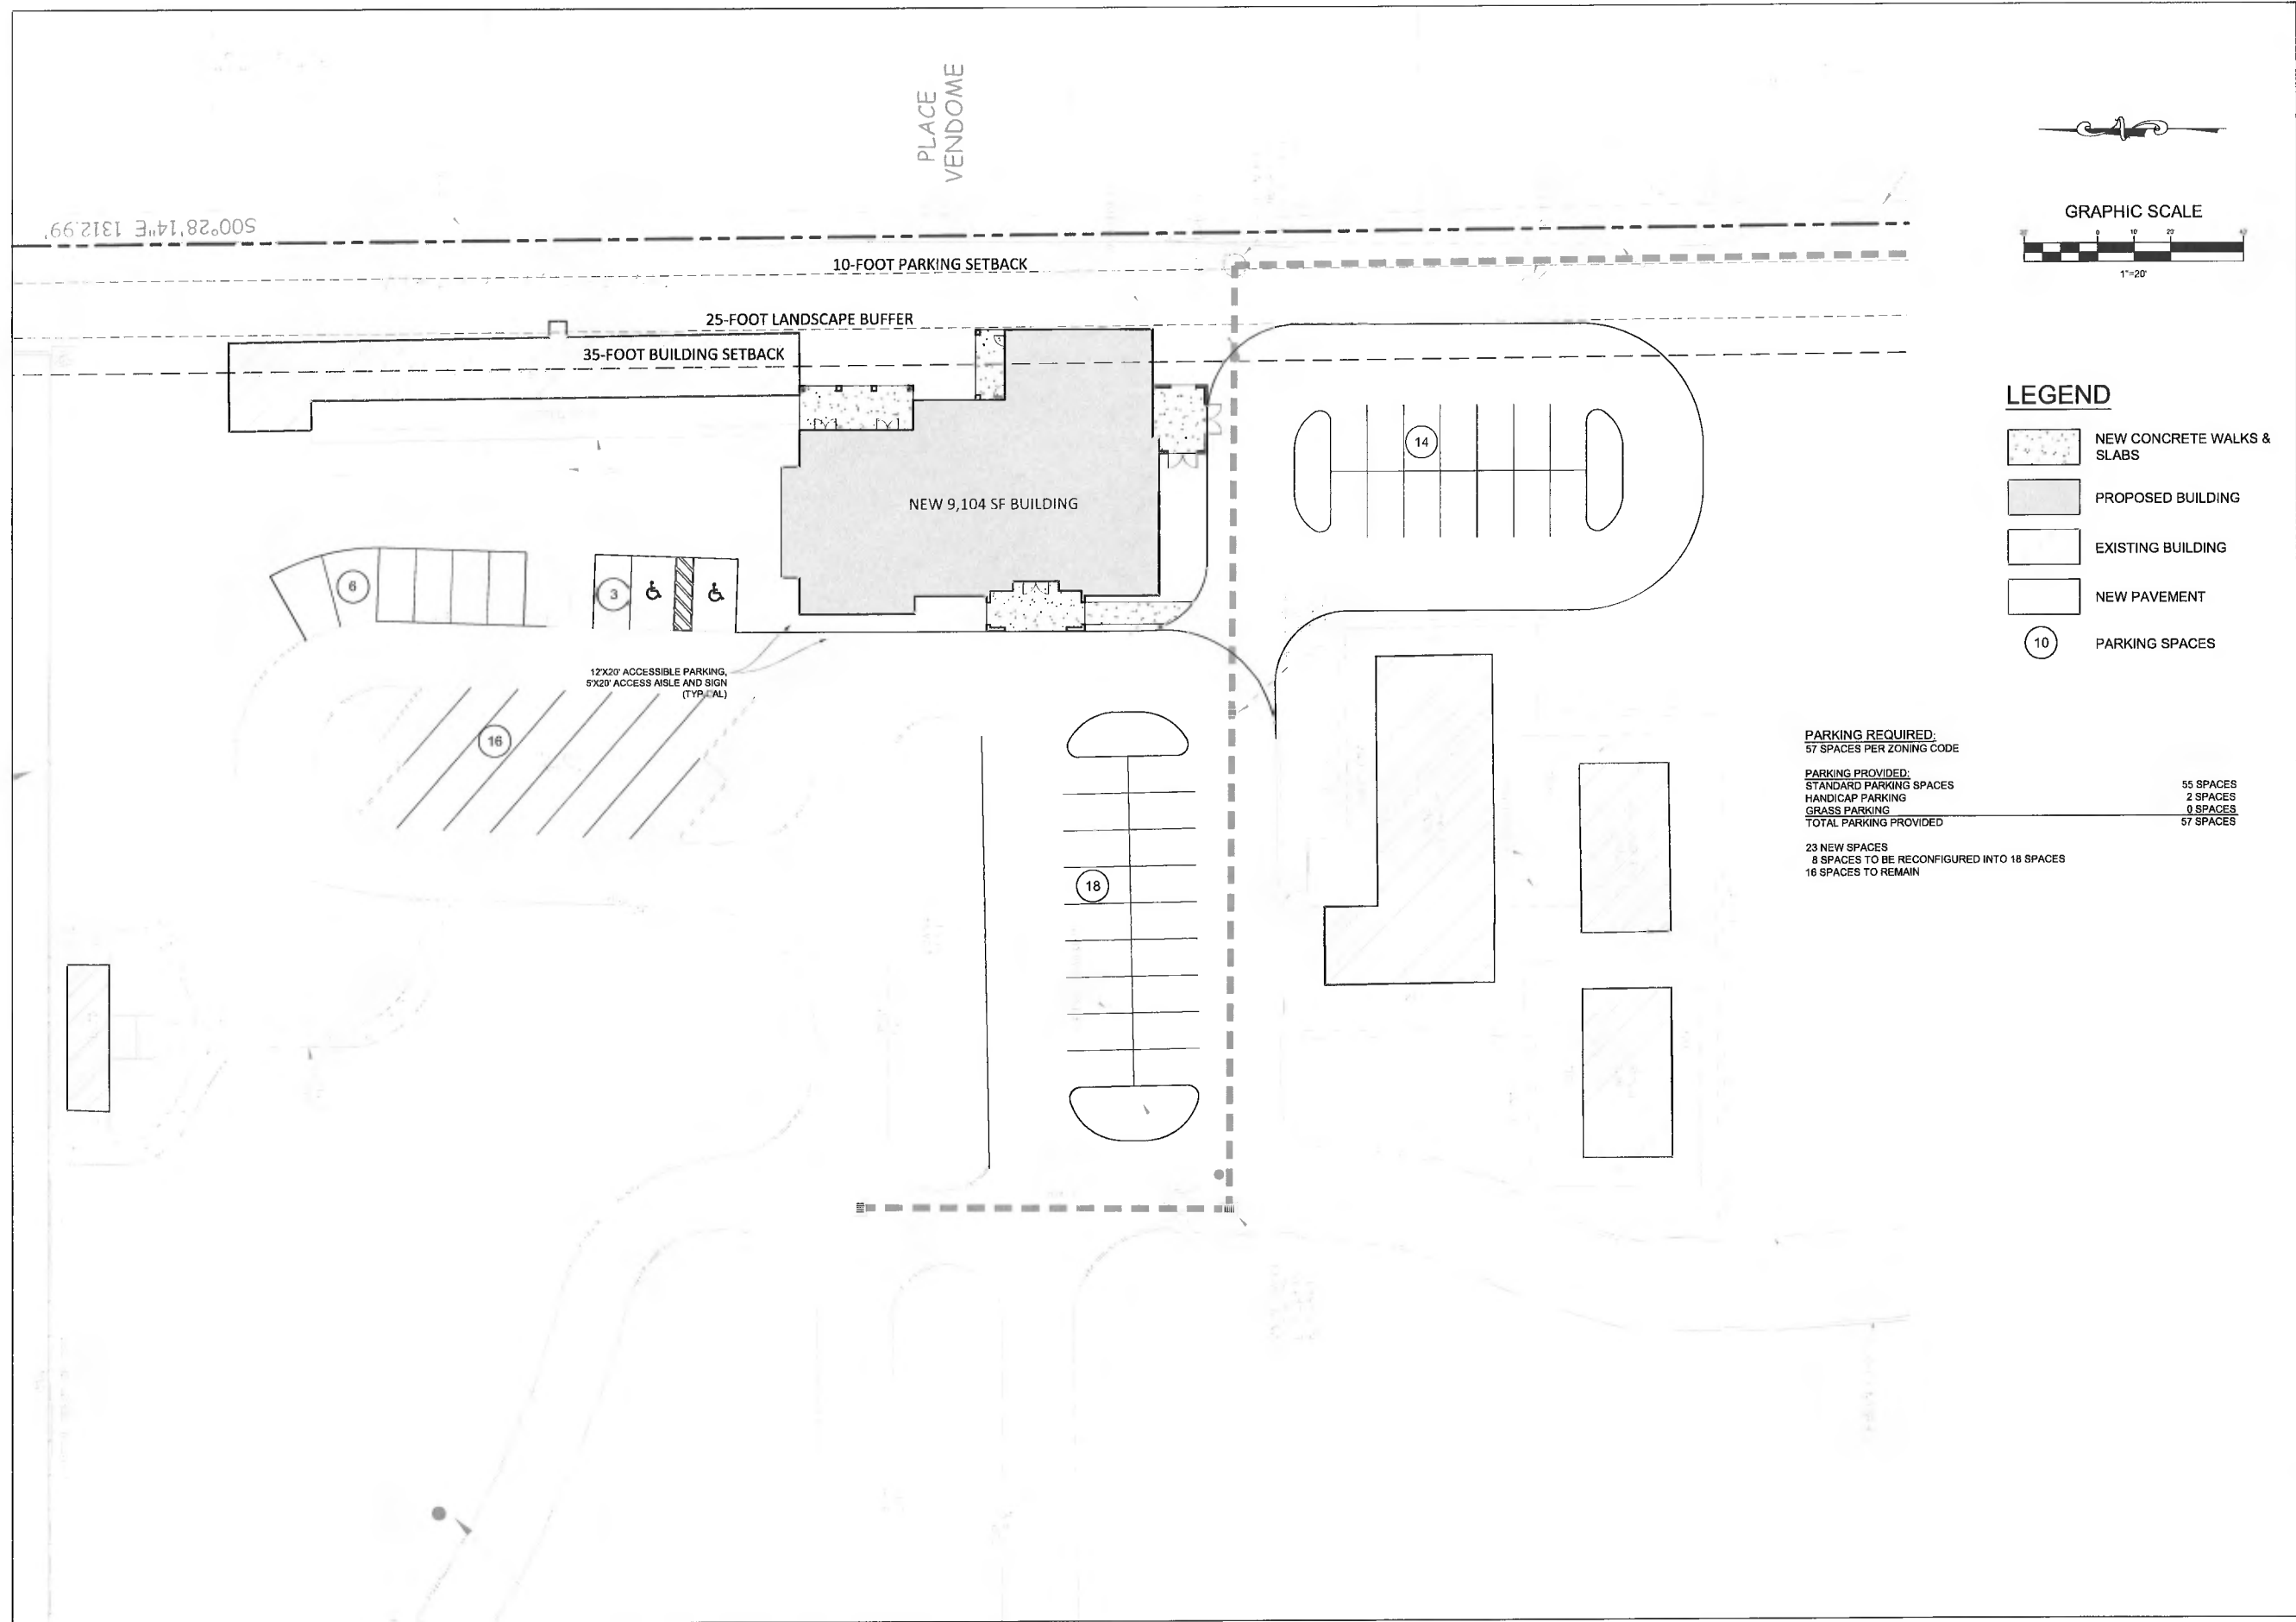 PLACE
VENDOME
S00°28'14"E 1312.99'
10-FOOT PARKING SETBACK
25-FOOT LANDSCAPE BUFFER
35-FOOT BUILDING SETBACK
NEW 9,104 SF BUILDING
14
6
3
12'X20' ACCESSIBLE PARKING,
5'X20' ACCESS AISLE AND SIGN
16
18
GRAPHIC SCALE
0 10 20
1"=20'
LEGEND
NEW CONCRETE WALKS &
SLABS
PROPOSED BUILDING
EXISTING BUILDING
NEW PAVEMENT
10 PARKING SPACES
PARKING REQUIRED:
57 SPACES PER ZONING CODE
PARKING PROVIDED:
STANDARD PARKING SPACES 55 SPACES
HANDICAP PARKING 2 SPACES
GRASS PARKING 0 SPACES
TOTAL PARKING PROVIDED 57 SPACES
23 NEW SPACES
8 SPACES TO BE RECONFIGURED INTO 18 SPACES
16 SPACES TO REMAIN